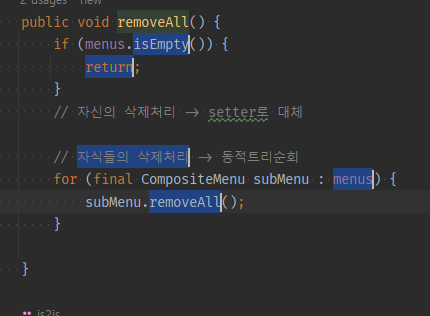 2 usages new
public void removeAll() {
if (menus.isEmpty()) {
return;
}
// 자신의 삭제처리 -> setter로 대체
// 자식들의 삭제처리 -> 동적트리순회
for (final CompositeMenu subMenu : menus) {
subMenu.removeAll();
}
}
is2is